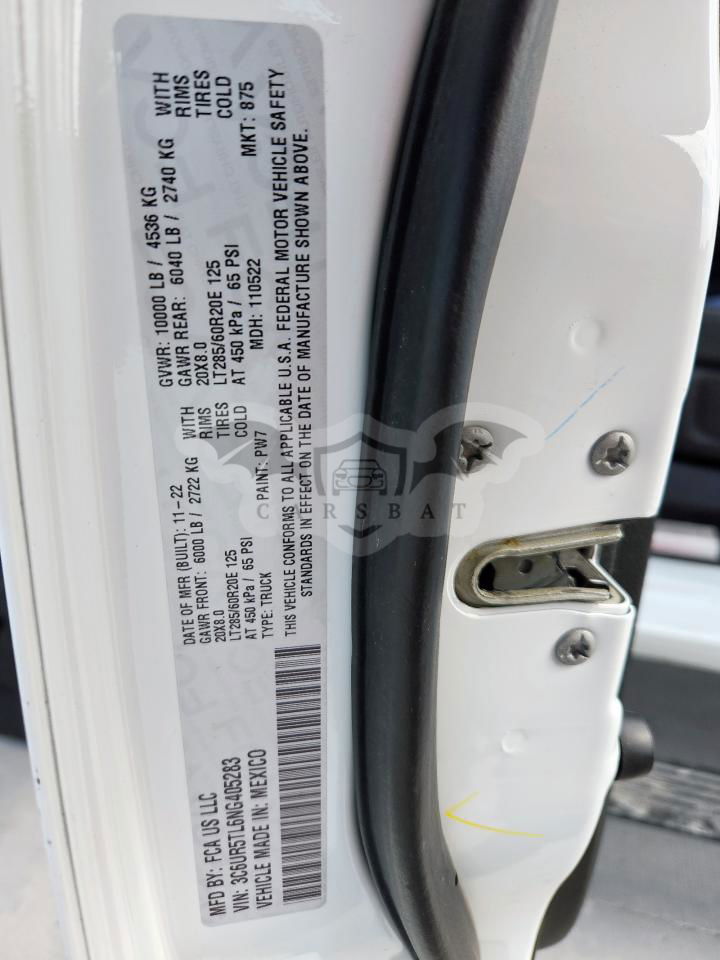 MFD BY: FCA US LLC
DATE OF MFR (BUILT): 11-22
GVWR: 10000 LB / 4536 KG
VIN: 3C6UR5TL6NG405283
GAWR FRONT: 6000 LB / 2722 KG WITH
GAWR REAR: 6040 LB / 2740 KG WITH
VEHICLE MADE IN: MEXICO
20X8.0 RIMS
20X8.0 RIMS
LT285/60R20E 125 TIRES
LT285/60R20E 125 TIRES
AT 450 kPa / 65 PSI COLD
AT 450 kPa / 65 PSI COLD
TYPE: TRUCK PAINT: PW7 MDH: 110522 MKT: 875
THIS VEHICLE CONFORMS TO ALL APPLICABLE U.S.A. FEDERAL MOTOR VEHICLE SAFETY
STANDARDS IN EFFECT ON THE DATE OF MANUFACTURE SHOWN ABOVE.
CARSBAT